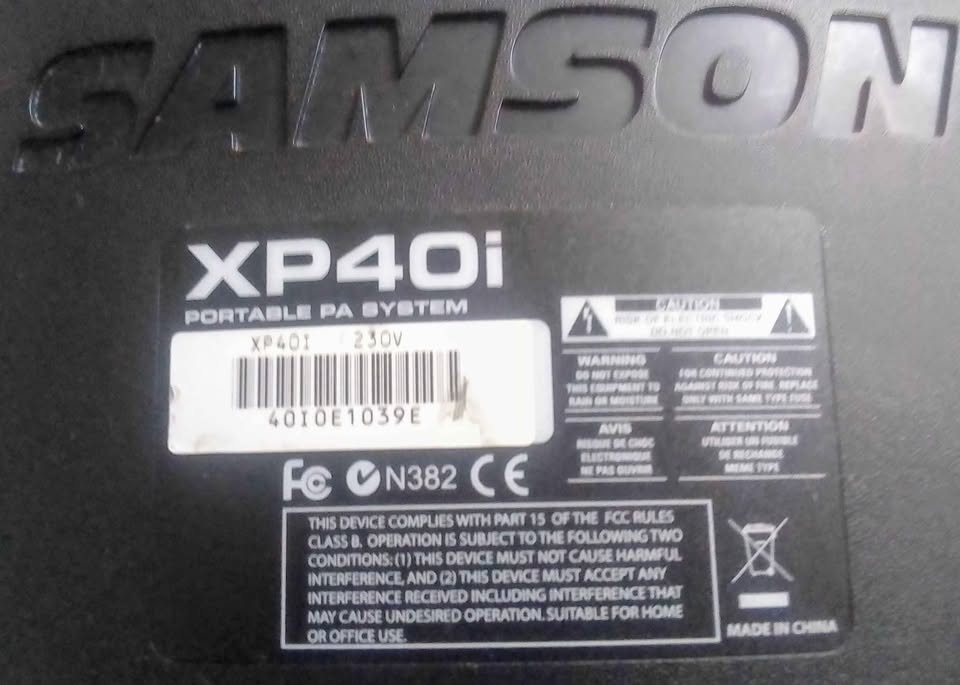 SAMSON
XP40i
PORTABLE PA SYSTEM
XP40I 230V
40I0E1039E
CAUTION
RISK OF ELECTRIC SHOCK
DO NOT OPEN
WARNING
DO NOT EXPOSE
THIS EQUIPMENT TO
RAIN OR MOISTURE
CAUTION
FOR CONTINUED PROTECTION
AGAINST RISK OF FIRE, REPLACE
ONLY WITH SAME TYPE FUSE
AVIS
RISQUE DE CHOC
ELECTRONIQUE
NE PAS OUVRIR
ATTENTION
UTILISER UN FUSIBLE
DE RECHANGE
MEME TYPE
FC N382 CE
THIS DEVICE COMPLIES WITH PART 15 OF THE FCC RULES
CLASS B. OPERATION IS SUBJECT TO THE FOLLOWING TWO
CONDITIONS: (1) THIS DEVICE MUST NOT CAUSE HARMFUL
INTERFERENCE, AND (2) THIS DEVICE MUST ACCEPT ANY
INTERFERENCE RECEIVED INCLUDING INTERFERENCE THAT
MAY CAUSE UNDESIRED OPERATION. SUITABLE FOR HOME
OR OFFICE USE.
MADE IN CHINA